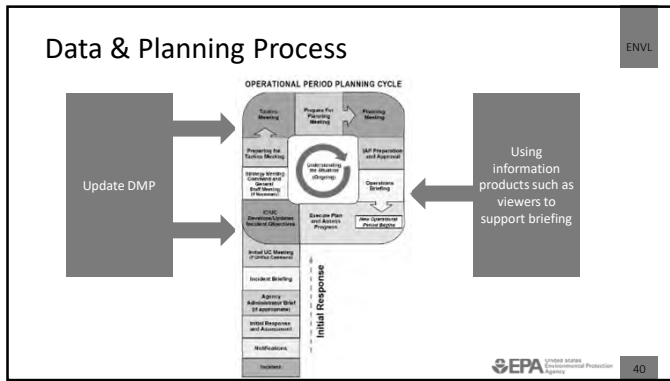 Data & Planning Process
ENVL
OPERATIONAL PERIOD PLANNING CYCLE
Tactics
Meeting
Prepare For
Planning
Meeting
Planning
Meeting
Preparing for
Tactics Meeting
IAP Preparation
and Approval
Understanding
the Situation
(Ongoing)
Strategy Meeting
Command and
General
Staff Meeting
(If Necessary)
Operations
Briefing
IC/UC
Develops/Updates
Incident Objectives
Execute Plan
and Assess
Progress
New Operational
Period Begins
Initial UC Meeting
(If Unified Command)
Incident Briefing
Agency
Administrator Brief
(if appropriate)
Initial Response
and Assessment
Notifications
Incident
Initial Response
Update DMP
Using
information
products such as
viewers to
support briefing
EPA
United States
Environmental Protection
Agency
40